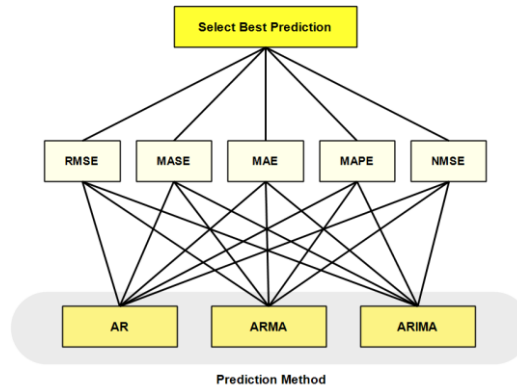 Select Best Prediction
RMSE
MASE
MAE
MAPE
NMSE
AR
ARMA
ARIMA
Prediction Method